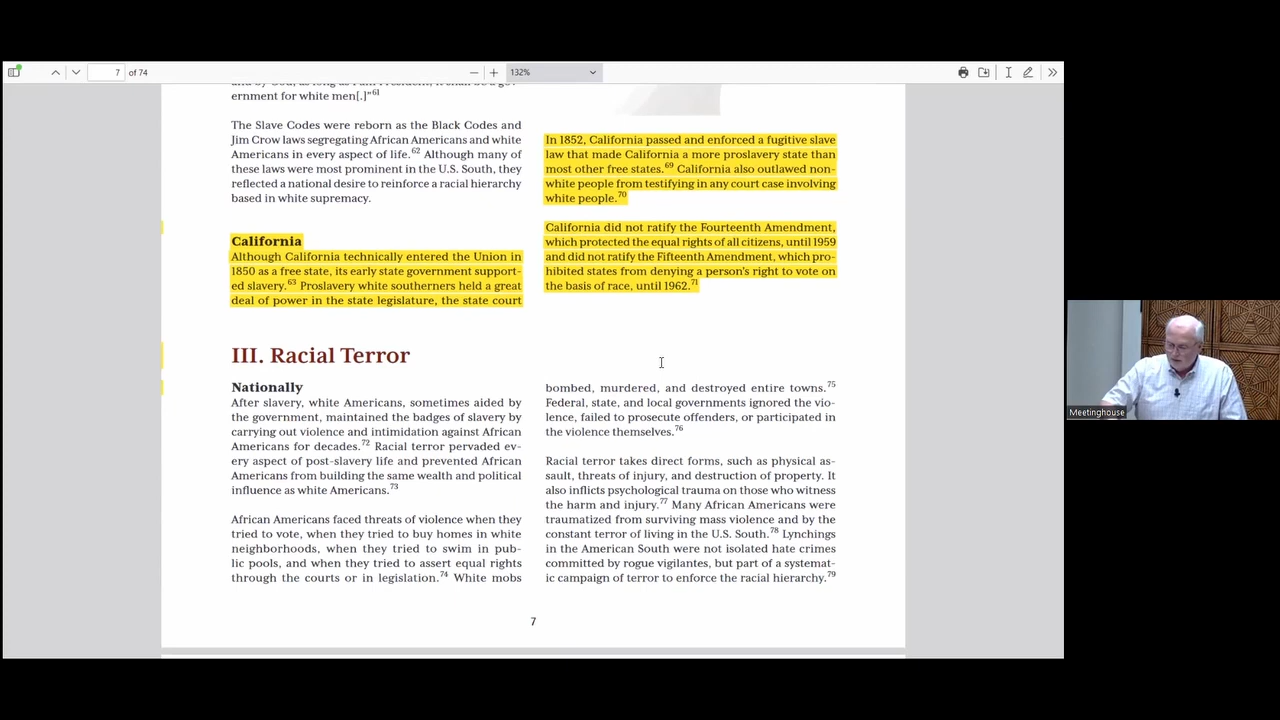 7 of 74
132%
and by God, as long as I am President, it shall be a gov-
ernment for white men[.]”61
The Slave Codes were reborn as the Black Codes and
Jim Crow laws segregating African Americans and white
Americans in every aspect of life.62 Although many of
these laws were most prominent in the U.S. South, they
reflected a national desire to reinforce a racial hierarchy
based in white supremacy.
California
Although California technically entered the Union in
1850 as a free state, its early state government support-
ed slavery.63 Proslavery white southerners held a great
deal of power in the state legislature, the state court
In 1852, California passed and enforced a fugitive slave
law that made California a more proslavery state than
most other free states.69 California also outlawed non-
white people from testifying in any court case involving
white people.70
California did not ratify the Fourteenth Amendment,
which protected the equal rights of all citizens, until 1959
and did not ratify the Fifteenth Amendment, which pro-
hibited states from denying a person’s right to vote on
the basis of race, until 1962.71
III. Racial Terror
Nationally
After slavery, white Americans, sometimes aided by
the government, maintained the badges of slavery by
carrying out violence and intimidation against African
Americans for decades.72 Racial terror pervaded ev-
ery aspect of post-slavery life and prevented African
Americans from building the same wealth and political
influence as white Americans.73
African Americans faced threats of violence when they
tried to vote, when they tried to buy homes in white
neighborhoods, when they tried to swim in pub-
lic pools, and when they tried to assert equal rights
through the courts or in legislation.74 White mobs
bombed, murdered, and destroyed entire towns.75
Federal, state, and local governments ignored the vio-
lence, failed to prosecute offenders, or participated in
the violence themselves.76
Racial terror takes direct forms, such as physical as-
sault, threats of injury, and destruction of property. It
also inflicts psychological trauma on those who witness
the harm and injury.77 Many African Americans were
traumatized from surviving mass violence and by the
constant terror of living in the U.S. South.78 Lynchings
in the American South were not isolated hate crimes
committed by rogue vigilantes, but part of a systemat-
ic campaign of terror to enforce the racial hierarchy.79
7
Meetinghouse